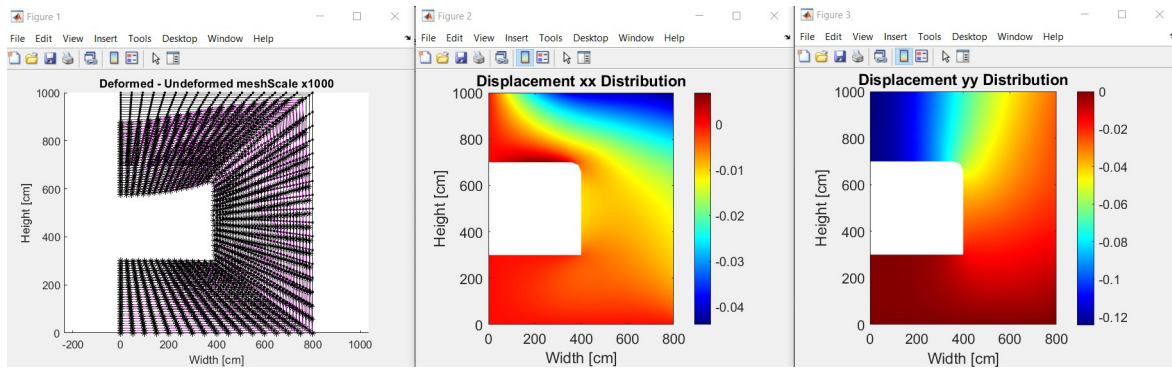 Figure 1
File Edit View Insert Tools Desktop Window Help
Deformed - Undeformed meshScale x1000
1000
800
600
400
200
0
Height [cm]
-200 0 200 400 600 800 1000
Width [cm]
Figure 2
File Edit View Insert Tools Desktop Window Help
Displacement xx Distribution
1000
800
600
400
200
0
Height [cm]
0 200 400 600 800
Width [cm]
0
-0.01
-0.02
-0.03
-0.04
Figure 3
File Edit View Insert Tools Desktop Window Help
Displacement yy Distribution
1000
800
600
400
200
0
Height [cm]
0 200 400 600 800
Width [cm]
0
-0.02
-0.04
-0.06
-0.08
-0.1
-0.12